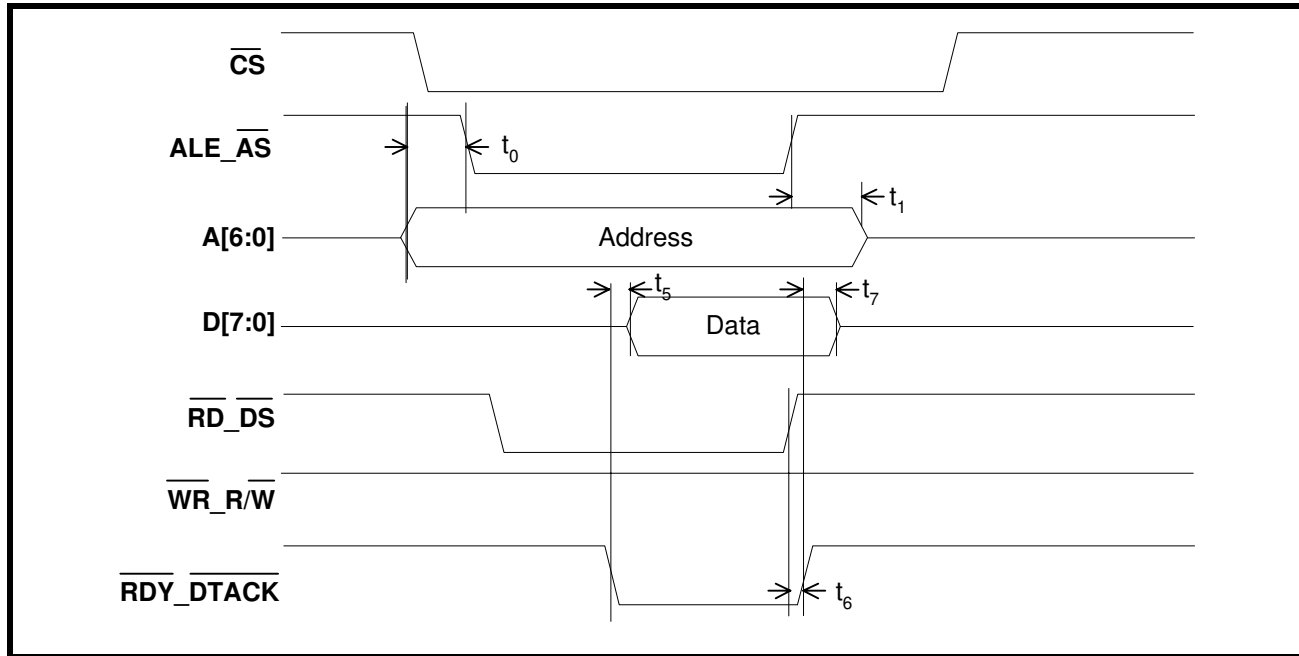 CS
ALE_AS
t0
t1
A[6:0]
Address
t5
t7
D[7:0]
Data
RD_DS
WR_R/W
RDY_DTACK
t6